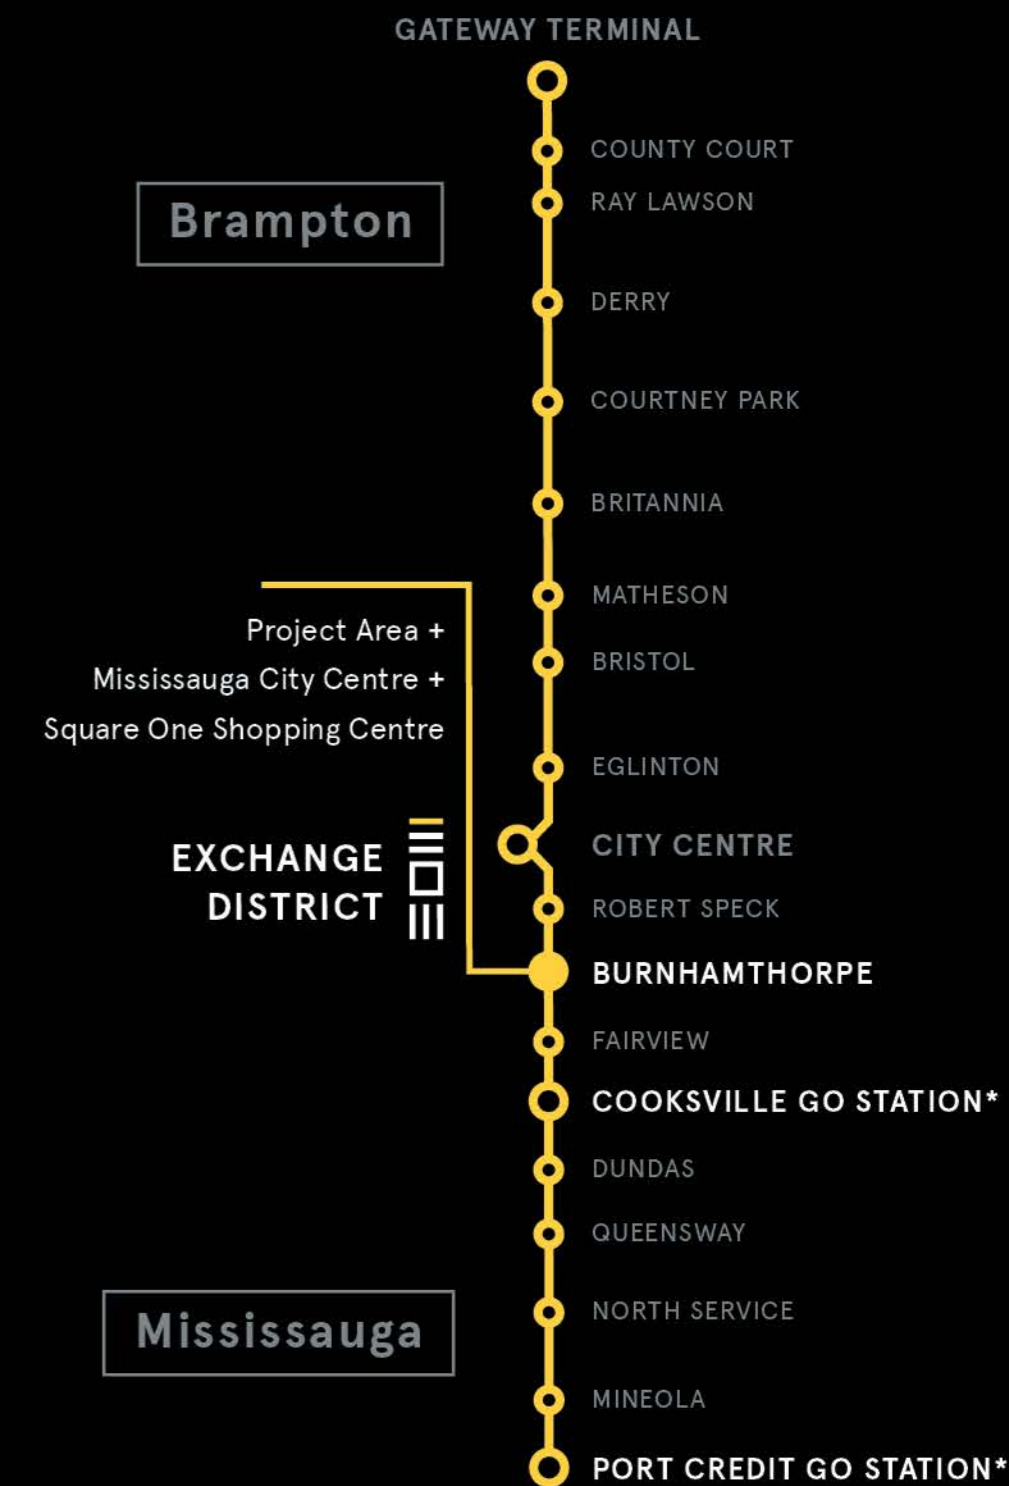 GATEWAY TERMINAL
COUNTY COURT
Brampton
RAY LAWSON
DERRY
COURTNEY PARK
BRITANNIA
MATHESON
Project Area +
BRISTOL
Mississauga City Centre +
Square One Shopping Centre
EGLINTON
CITY CENTRE
EXCHANGE
DISTRICT
ROBERT SPECK
BURNHAMTHORPE
FAIRVIEW
COOKSVILLE GO STATION*
DUNDAS
QUEENSWAY
NORTH SERVICE
Mississauga
MINEOLA
PORT CREDIT GO STATION*